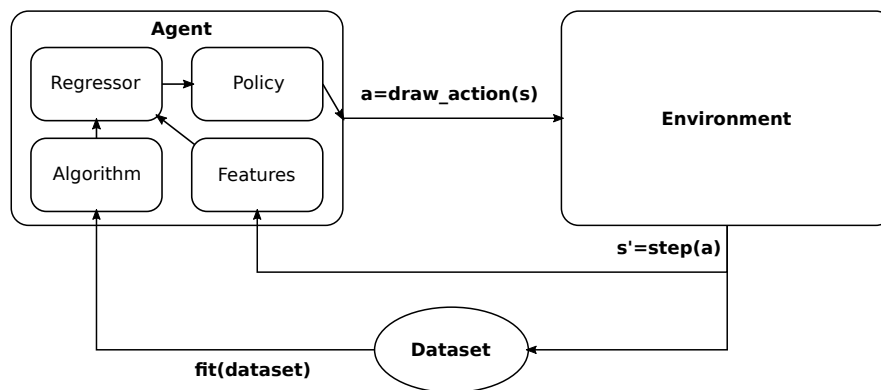 Agent
Regressor
Policy
a=draw_action(s)
Environment
Algorithm
Features
s'=step(a)
Dataset
fit(dataset)